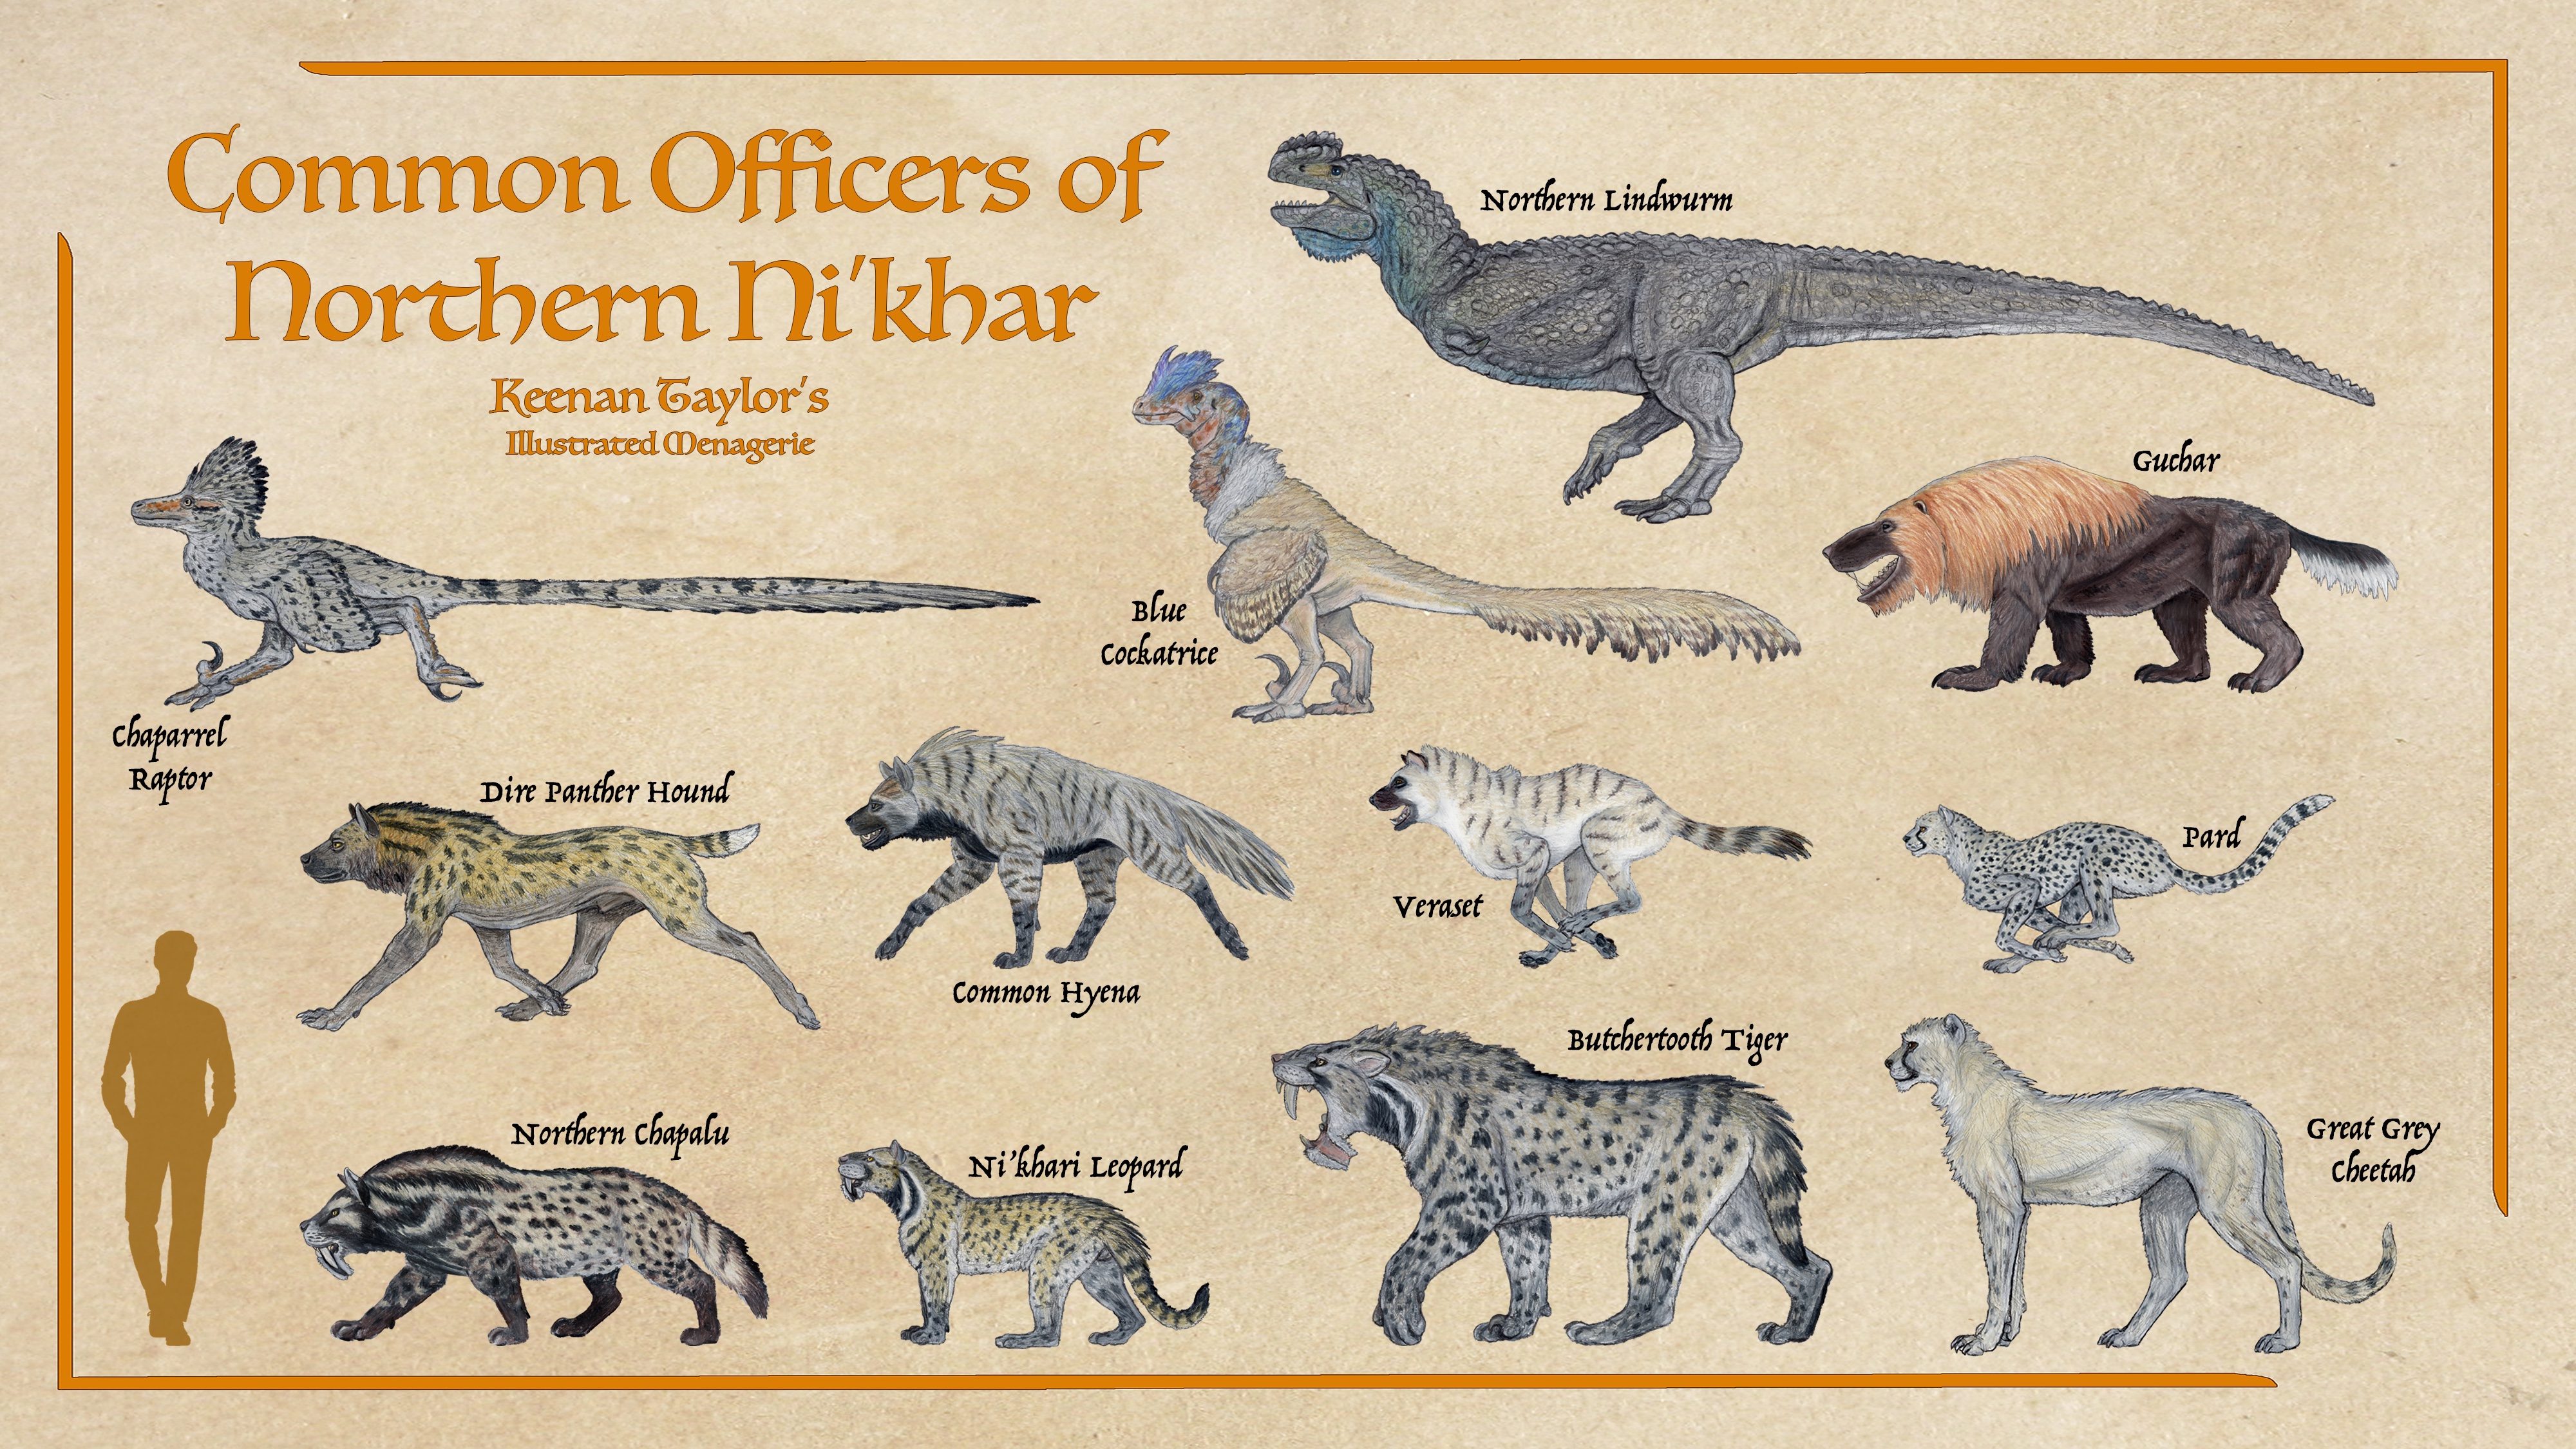 Common Officers of
Northern Ni'khar
Keenan Taylor's
Illustrated Menagerie
Northern Lindwurm
Guchar
Blue
Cockatrice
Chaparrel
Raptor
Dire Panther Hound
Common Hyena
Veraset
Pard
Northern Chapalu
Ni'khari Leopard
Butchertooth Tiger
Great Grey
Cheetah